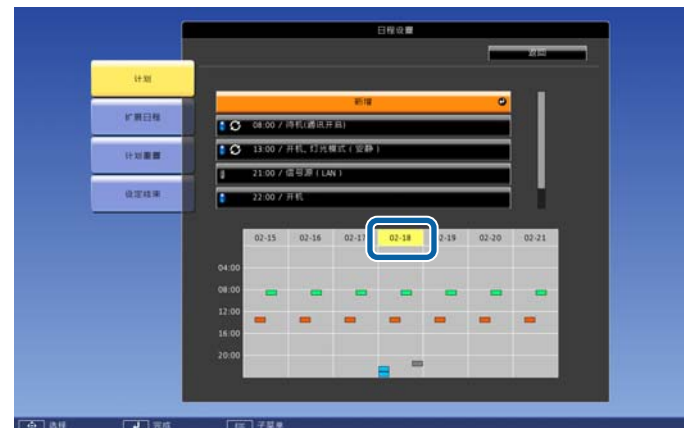 日程设置
返回
计划
扩展日程
计划重置
设定结束
新增
08:00 / 待机(通讯开启)
13:00 / 开机, 灯光模式 ( 安静 )
21:00 / 信号源 ( LAN )
22:00 / 开机
02-15 02-16 02-17 02-18 02-19 02-20 02-21
04:00
08:00
12:00
16:00
20:00
选择 完成 子菜单